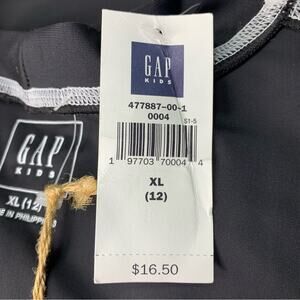 GAP
KIDS
477887-00-1
0004
S1-5
1 97703 70004 4
XL
(12)
$16.50
GAP
KIDS
XL (12)
IN PHILIPP